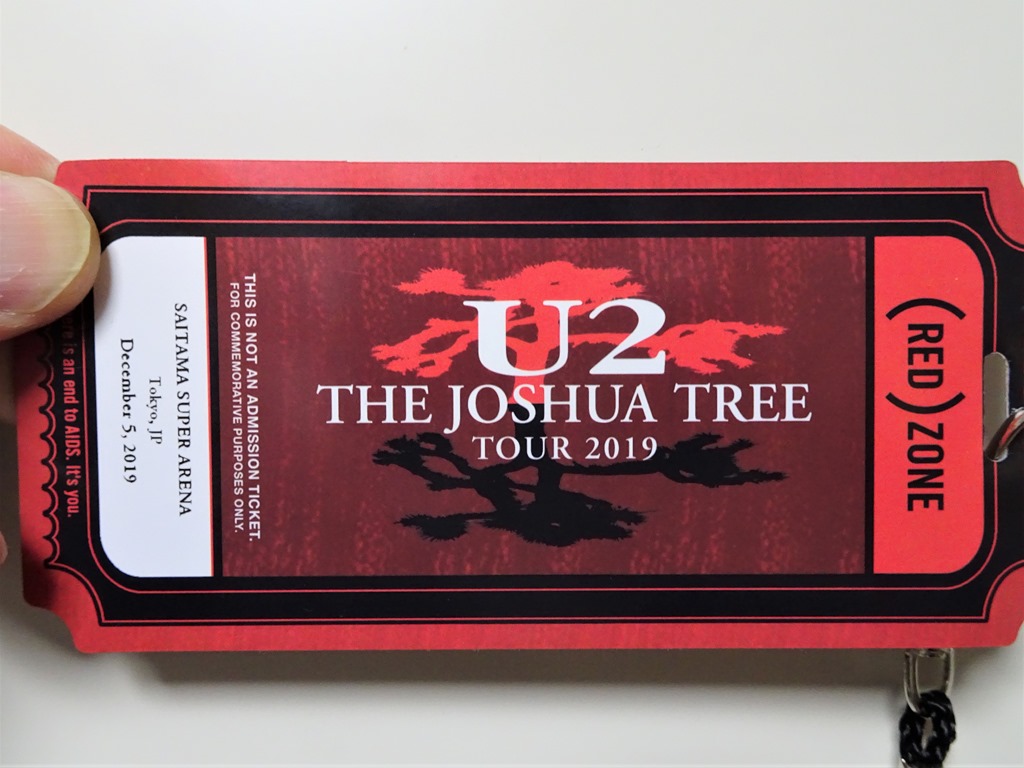 U2
THE JOSHUA TREE
TOUR 2019
(RED) ZONE
THIS IS NOT AN ADMISSION TICKET.
FOR COMMEMORATIVE PURPOSES ONLY.
SAITAMA SUPER ARENA
Tokyo, JP
December 5, 2019
is an end to AIDS. It's you.